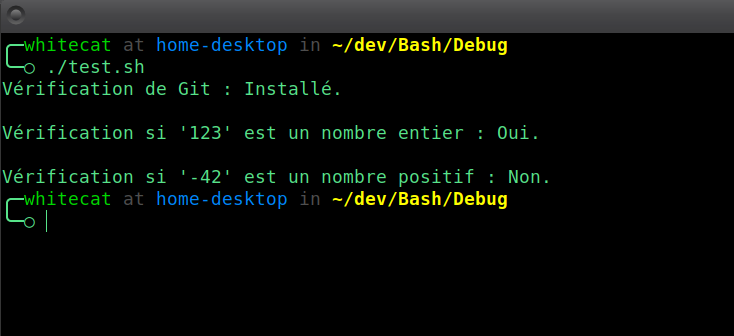 whitecat at home-desktop in ~/dev/Bash/Debug
./test.sh
Vérification de Git : Installé.
Vérification si '123' est un nombre entier : Oui.
Vérification si '-42' est un nombre positif : Non.
whitecat at home-desktop in ~/dev/Bash/Debug